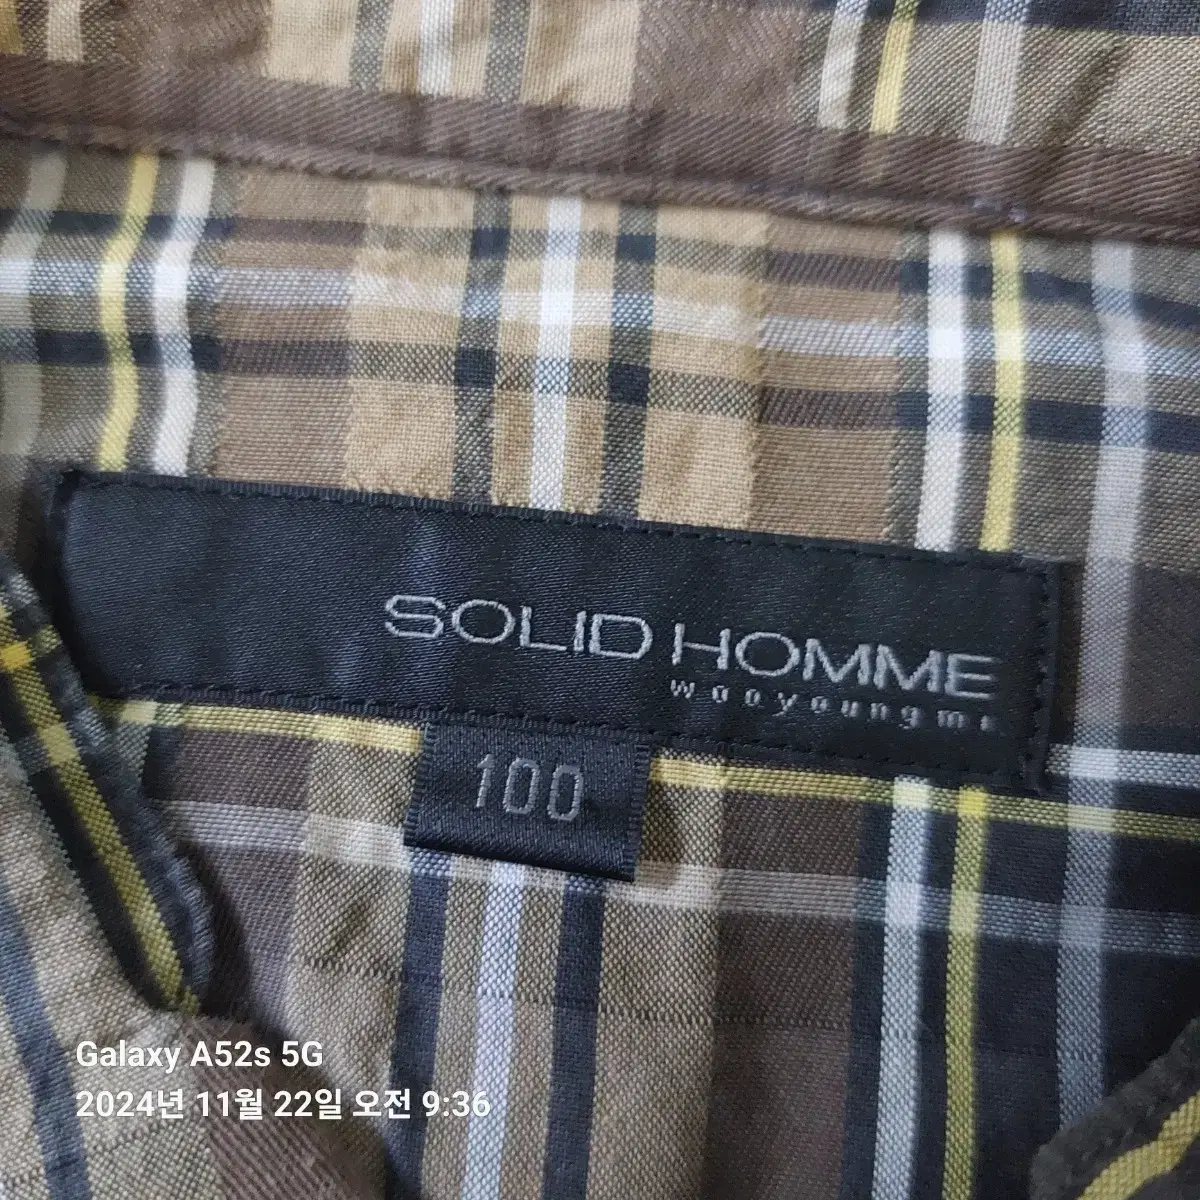 SOLID HOMME
wooyoungmi
100
Galaxy A52s 5G
2024년 11월 22일 오전 9:36